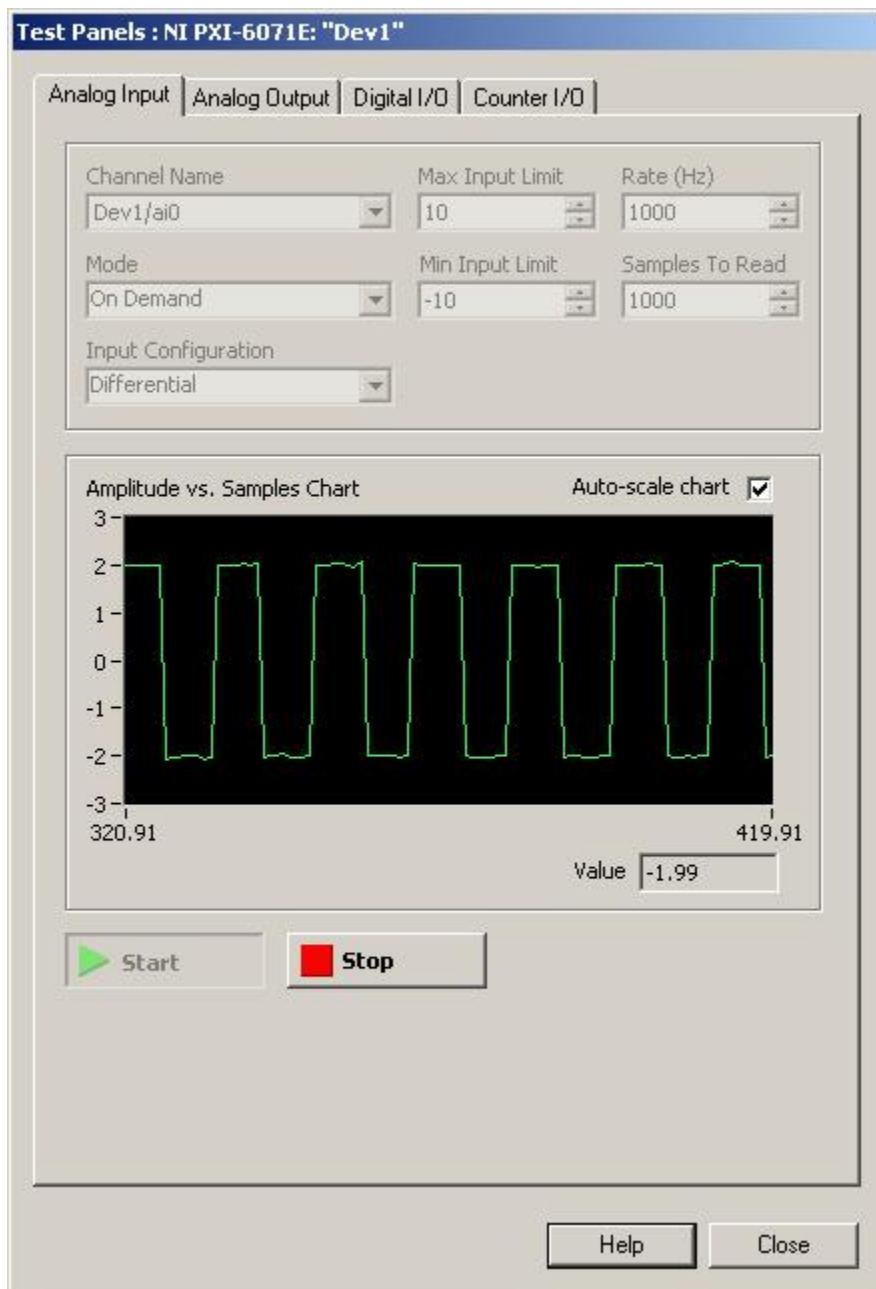 Test Panels : NI PXI-6071E: "Dev1"
Analog Input Analog Output Digital I/O Counter I/O
Channel Name Max Input Limit Rate (Hz)
Dev1/ai0 10 1000
Mode Min Input Limit Samples To Read
On Demand -10 1000
Input Configuration
Differential
Amplitude vs. Samples Chart Auto-scale chart
3
2
1
0
-1
-2
-3
320.91 419.91
Value -1.99
Start Stop
Help Close